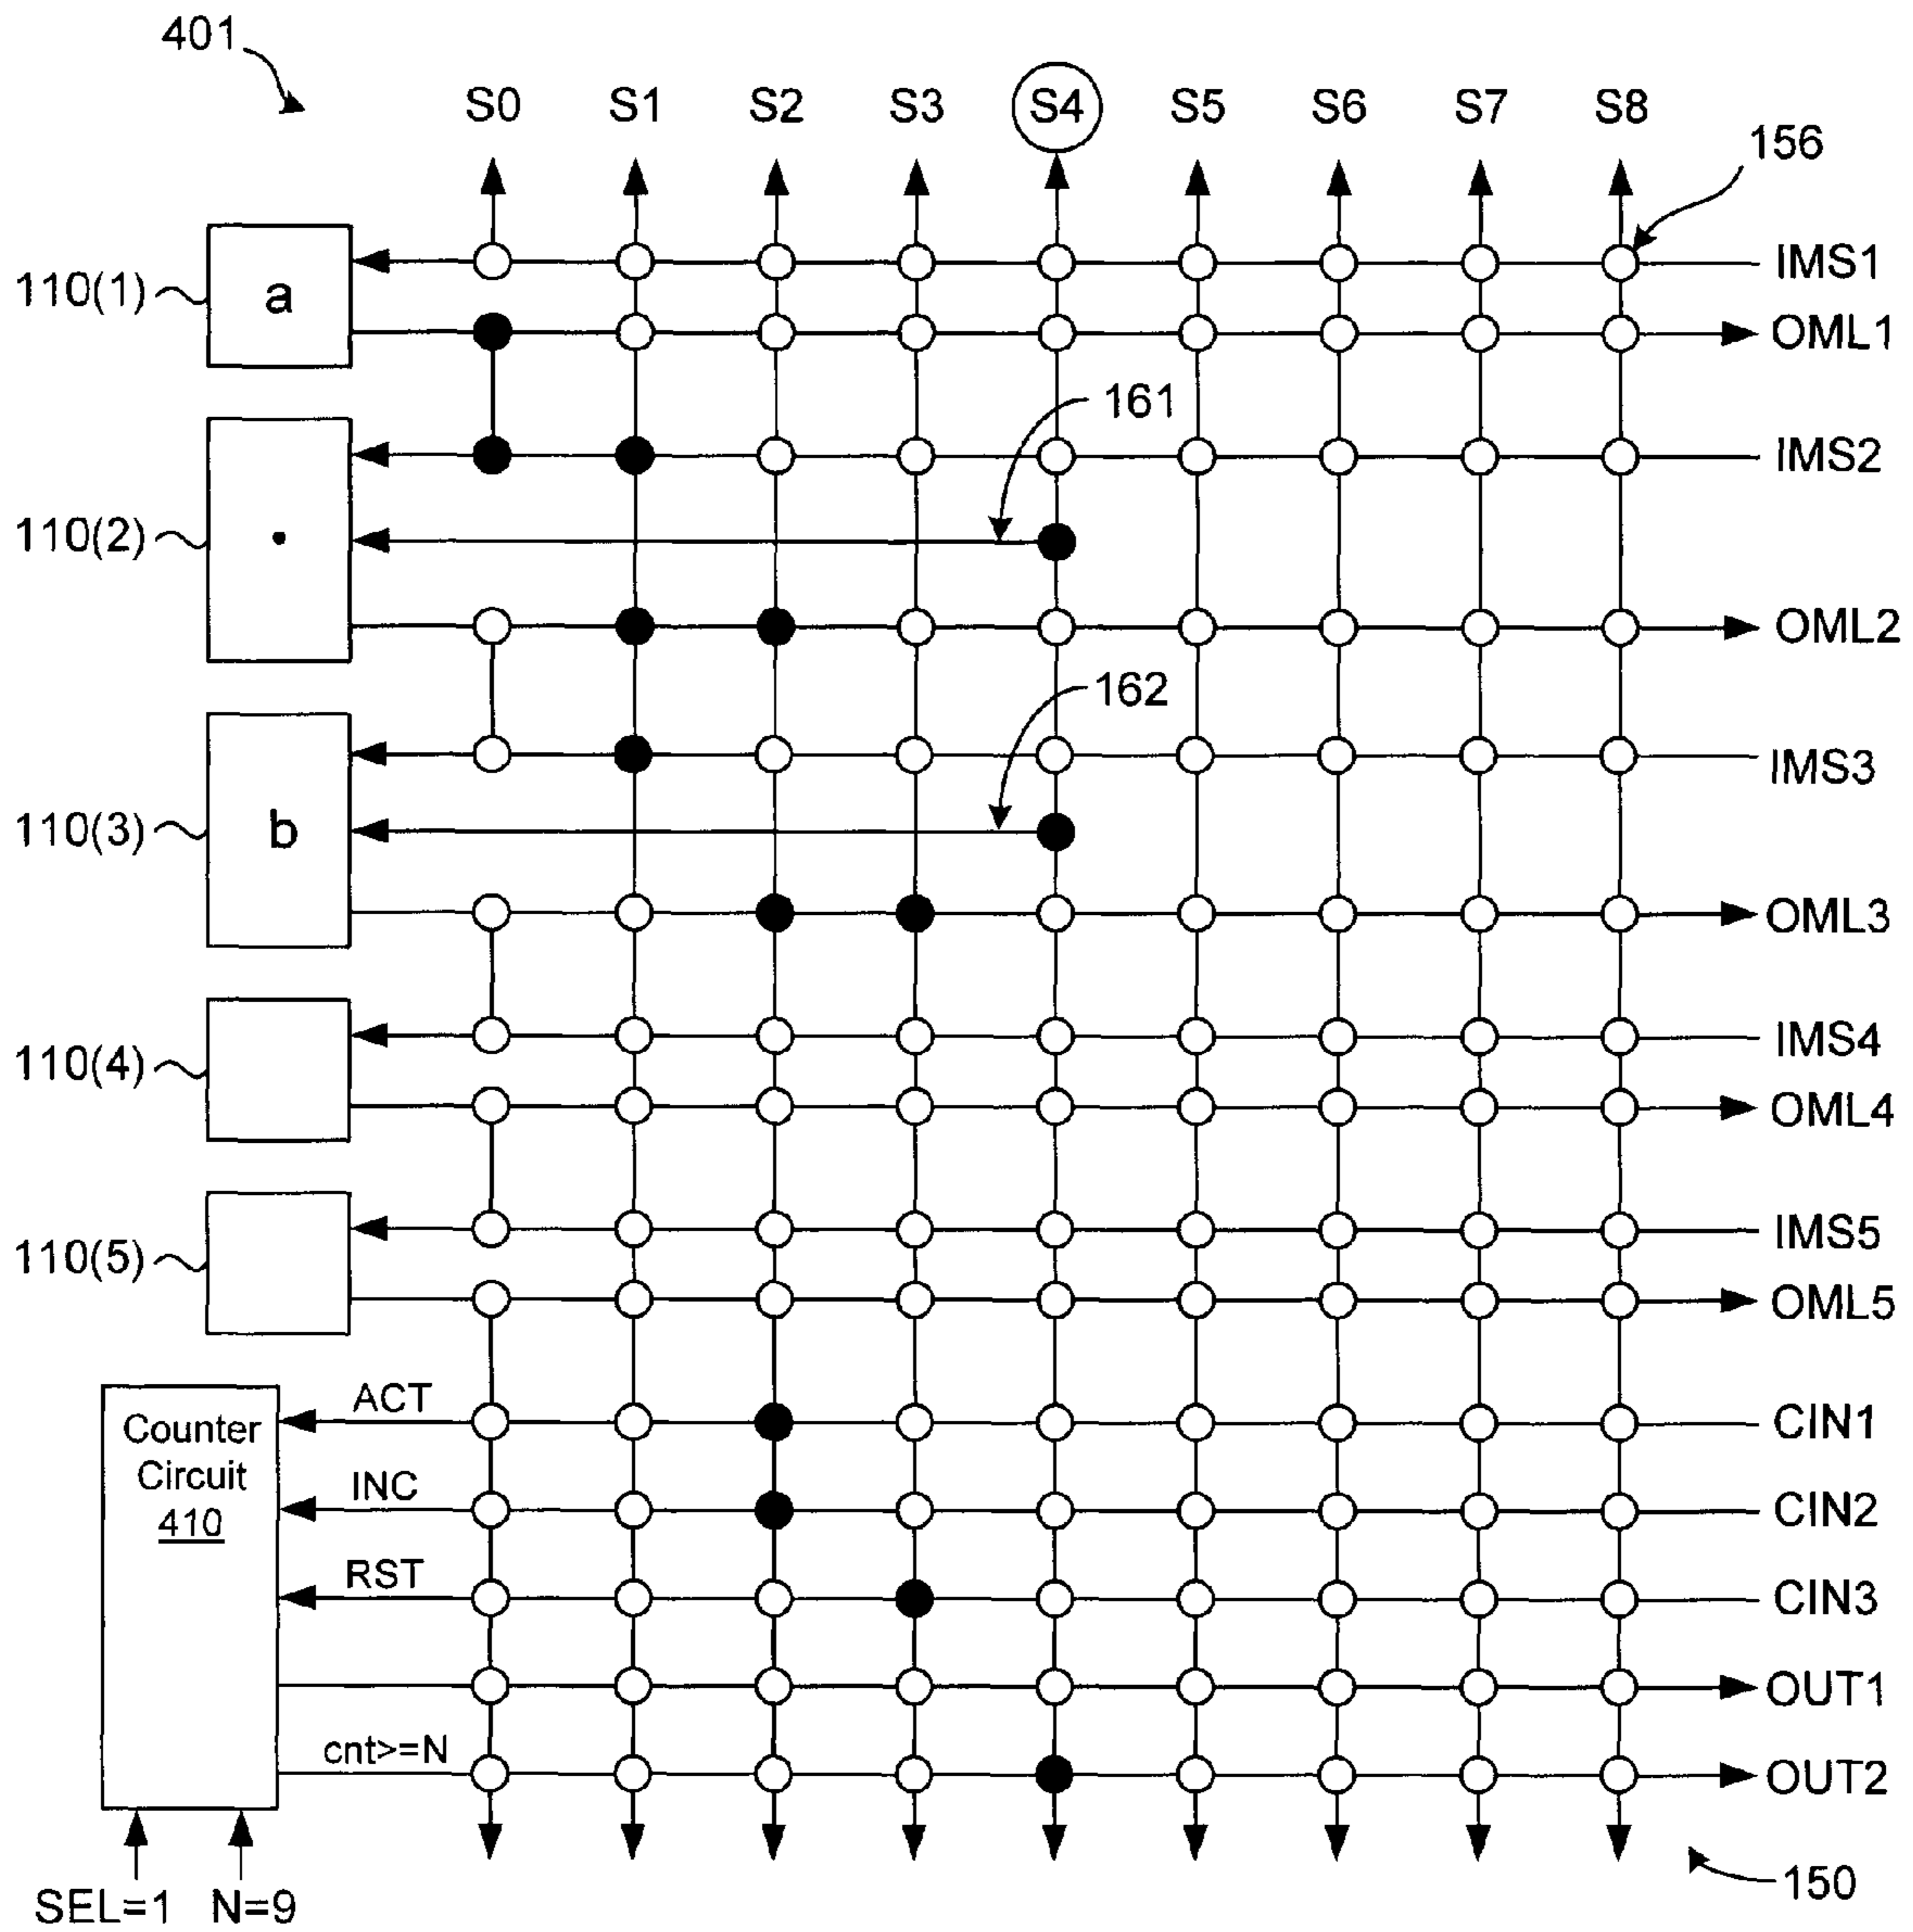 401
S0 S1 S2 S3 S4 S5 S6 S7 S8
156
110(1) a IMS1
OML1
161
IMS2
110(2) •
OML2
162
IMS3
110(3) b
OML3
IMS4
110(4)
OML4
IMS5
110(5)
OML5
Counter
Circuit
410
ACT CIN1
INC CIN2
RST CIN3
OUT1
cnt>=N OUT2
SEL=1 N=9
150